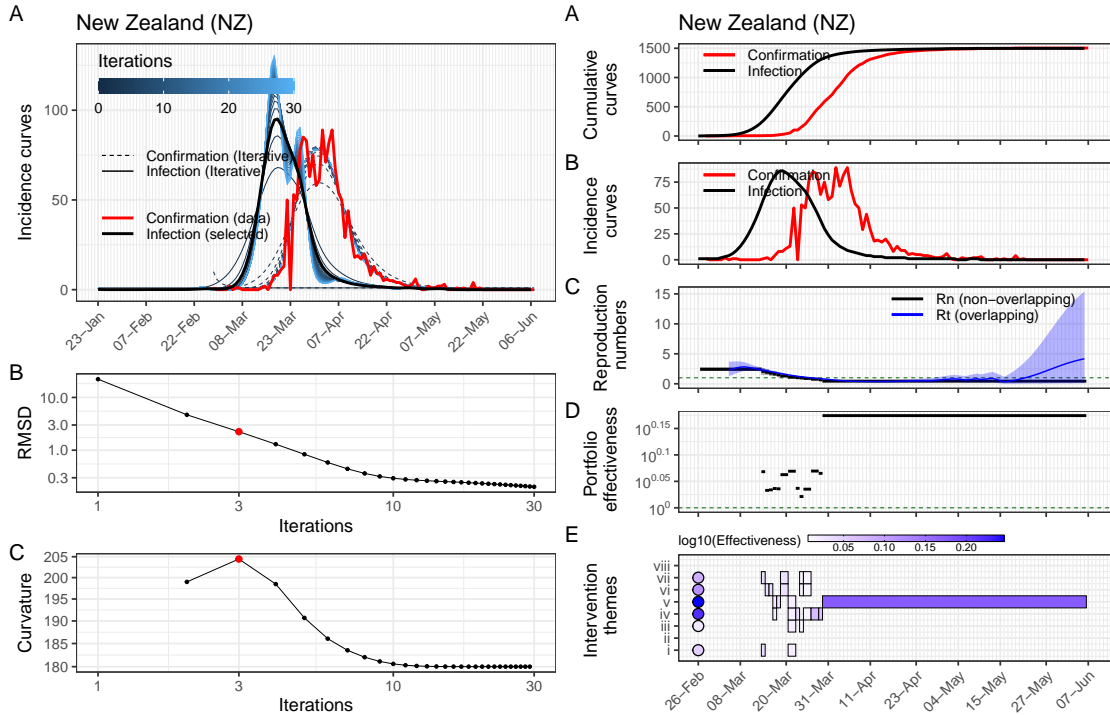 A
New Zealand (NZ)
Iterations
0 10 20 30
Confirmation (Iterative)
Infection (Iterative)
Confirmation (data)
Infection (selected)
Incidence curves
100
50
0
23−Jan 07−Feb 22−Feb 08−Mar 23−Mar 07−Apr 22−Apr 07−May 22−May 06−Jun
B
RMSD
10.0
3.0
1.0
0.3
1 3 10 30
Iterations
C
Curvature
205
200
195
190
185
180
1 3 10 30
Iterations
A
New Zealand (NZ)
Cumulative
curves
1500
1000
500
0
Confirmation
Infection
B
Incidence
curves
75
50
25
0
Confirmation
Infection
C
Reproduction
numbers
15
10
5
0
Rn (non−overlapping)
Rt (overlapping)
D
Portfolio
effectiveness
10^0.15
10^0.10
10^0.05
10^0
E
log10(Effectiveness)
0.05 0.10 0.15 0.20
Intervention
themes
viii
vii
vi
v
iv
iii
ii
i
26−Feb 08−Mar 20−Mar 31−Mar 11−Apr 23−Apr 04−May 15−May 27−May 07−Jun